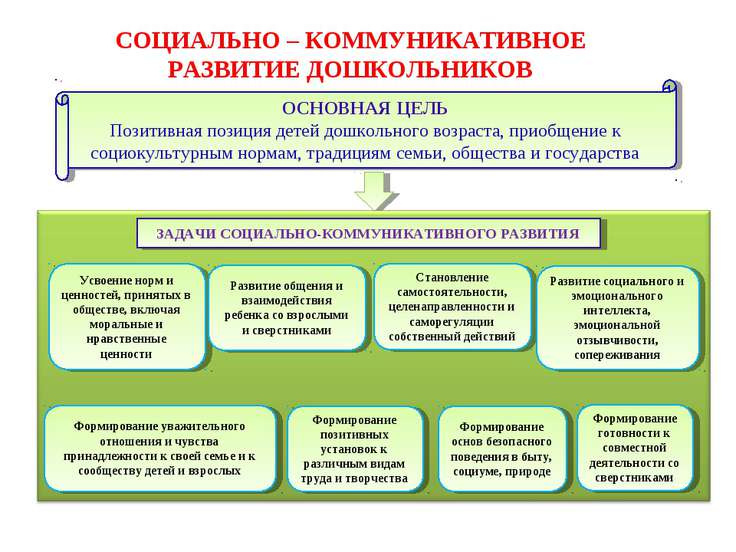 СОЦИАЛЬНО – КОММУНИКАТИВНОЕ
РАЗВИТИЕ ДОШКОЛЬНИКОВ
ОСНОВНАЯ ЦЕЛЬ
Позитивная позиция детей дошкольного возраста, приобщение к
социокультурным нормам, традициям семьи, общества и государства
ЗАДАЧИ СОЦИАЛЬНО-КОММУНИКАТИВНОГО РАЗВИТИЯ
Усвоение норм и
ценностей, принятых в
обществе, включая
моральные и
нравственные
ценности
Развитие общения и
взаимодействия
ребенка со взрослыми
и сверстниками
Становление
самостоятельности,
целенаправленности и
саморегуляции
собственный действий
Развитие социального и
эмоционального
интеллекта,
эмоциональной
отзывчивости,
сопереживания
Формирование уважительного
отношения и чувства
принадлежности к своей семье и к
сообществу детей и взрослых
Формирование
позитивных
установок к
различным видам
труда и творчества
Формирование
основ безопасного
поведения в быту,
социуме, природе
Формирование
готовности к
совместной
деятельности со
сверстниками